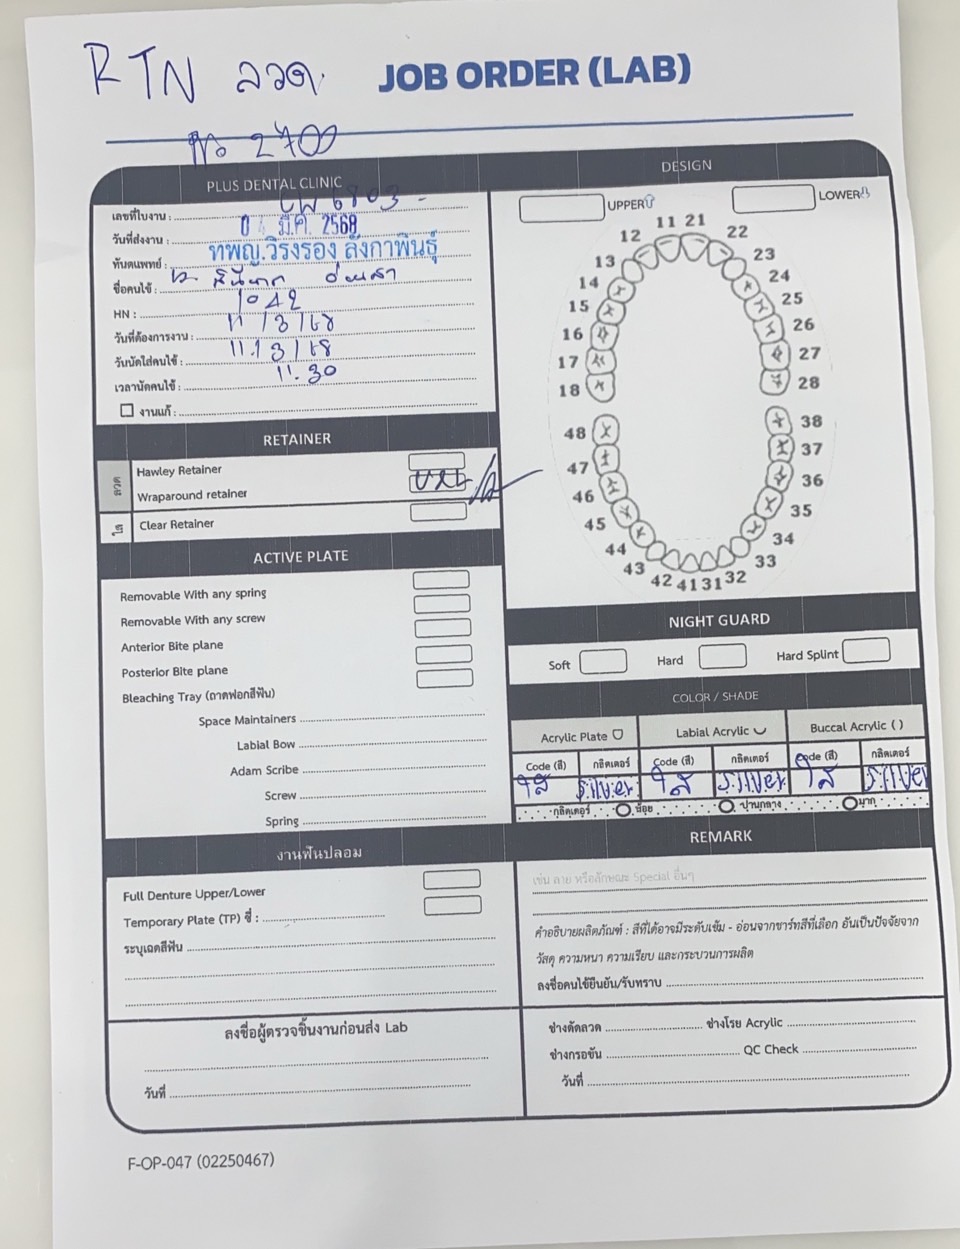 RTN ลวด
JOB ORDER (LAB)
2700
PLUS DENTAL CLINIC
เลขที่ใบงาน : 6803
วันที่ส่งงาน : 0 มี.ค. 2568
ทันตแพทย์ : ทพญ.วิรงรอง ลังกาพันธุ์
ชื่อคนไข้ :
HN : 1042
วันที่ต้องการงาน : 11/3/68
วันนัดใส่คนไข้ : 11/3/68
เวลานัดคนไข้ : 11.30
งานแก้ :
DESIGN
UPPER
LOWER
11 21
12 22
13 23
14 24
15 25
16 26
17 27
18 28
48 38
47 37
46 36
45 35
44 34
43 33
42 41 31 32
RETAINER
ลวด
Hawley Retainer
Wraparound retainer
ใส
Clear Retainer
ACTIVE PLATE
Removable With any spring
Removable With any screw
Anterior Bite plane
Posterior Bite plane
Bleaching Tray (ถาดฟอกสีฟัน)
Space Maintainers
Labial Bow
Adam Scribe
Screw
Spring
NIGHT GUARD
Soft Hard Hard Splint
COLOR / SHADE
Acrylic Plate Labial Acrylic Buccal Acrylic ( )
Code (สี) กลิตเตอร์ Code (สี) กลิตเตอร์ Code (สี) กลิตเตอร์
ใส silver ใส silver ใส silver
กลิตเตอร์ น้อย ปานกลาง มาก
งานฟันปลอม
Full Denture Upper/Lower
Temporary Plate (TP) ซี่ :
ระบุเฉดสีฟัน
REMARK
เช่น ลาย หรือลักษณะ Special อื่นๆ
คำอธิบายผลิตภัณฑ์ : สีที่ได้อาจมีระดับเข้ม - อ่อนจากชาร์ทสีที่เลือก อันเป็นปัจจัยจาก
วัสดุ ความหนา ความเรียบ และกระบวนการผลิต
ลงชื่อคนไข้ยืนยัน/รับทราบ
ลงชื่อผู้ตรวจชิ้นงานก่อนส่ง Lab
วันที่
ช่างดัดลวด ช่างโรย Acrylic
ช่างกรอขัน QC Check
วันที่
F-OP-047 (02250467)